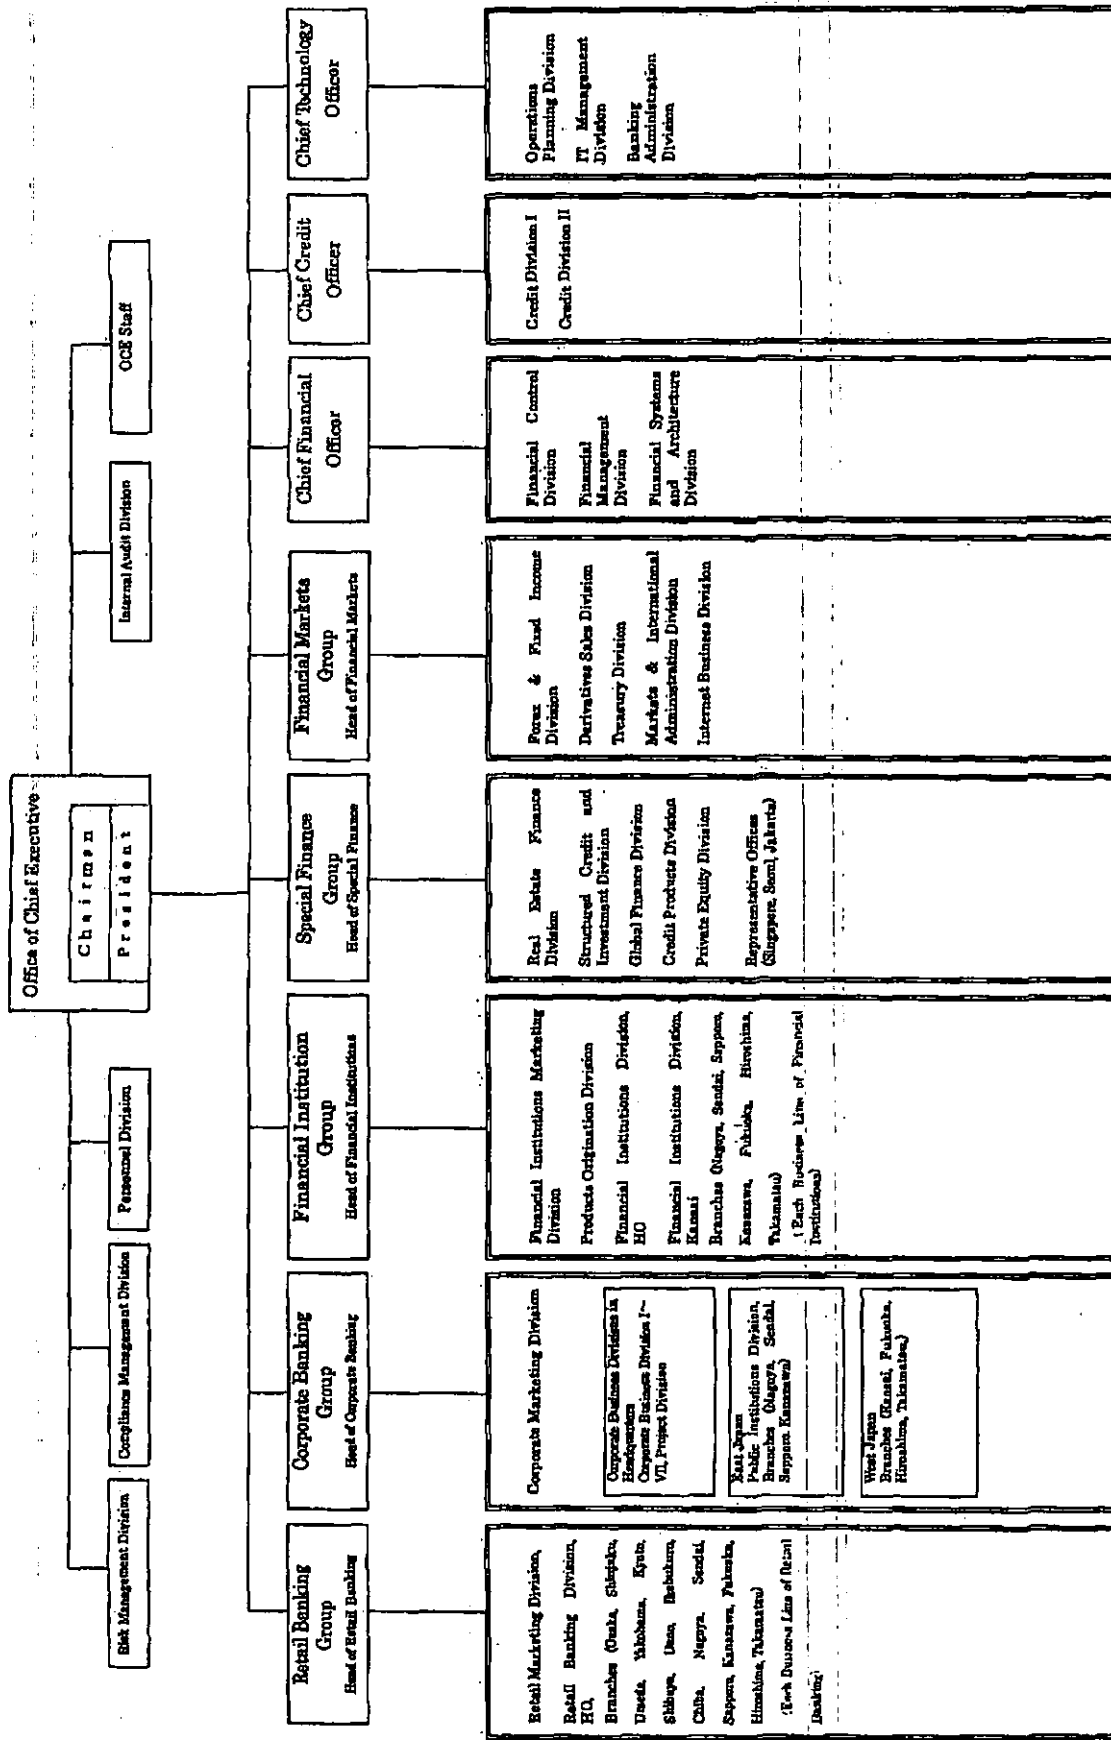 Office of Chief Executive
Chairman
President
Risk Management Division
Compliance Management Division
Personnel Division
Internal Audit Division
OCE Staff
Retail Banking
Group
Head of Retail Banking
Corporate Banking
Group
Head of Corporate Banking
Financial Institution
Group
Head of Financial Institutions
Special Finance
Group
Head of Special Finance
Financial Markets
Group
Head of Financial Markets
Chief Financial
Officer
Chief Credit
Officer
Chief Technology
Officer
Retail Marketing Division,
Retail Banking Division,
HO,
Branches (Osaka, Shinjuku,
Umeda, Yokohama, Kyoto,
Shibuya, Ueno, Ikebukuro,
Chiba, Nagoya, Sendai,
Sapporo, Kanazawa, Fukuoka,
Hiroshima, Takamatsu)
(Each Business Line of Retail
Banking)
Corporate Marketing Division
Corporate Business Divisions in
Headquarters
Corporate Business Division I~
VII, Project Division
East Japan
Public Institutions Division,
Branches (Nagoya, Sendai,
Sapporo, Kanazawa)
West Japan
Branches (Kansai, Fukuoka,
Hiroshima, Takamatsu,)
Financial Institutions Marketing
Division
Products Origination Division
Financial Institutions Division,
HO
Financial Institutions Division,
Kansai
Branches (Nagoya, Sendai, Sapporo,
Kanazawa, Fukuoka, Hiroshima,
Takamatsu)
(Each Business Line of Financial
Institutions)
Real Estate Finance
Division
Structured Credit and
Investment Division
Global Finance Division
Credit Products Division
Private Equity Division
Representative Offices
(Singapore, Seoul, Jakarta)
Forex & Fixed Income
Division
Derivatives Sales Division
Treasury Division
Markets & International
Administration Division
Internet Business Division
Financial Control
Division
Financial
Management
Division
Financial Systems
and Architecture
Division
Credit Division I
Credit Division II
Operations
Planning Division
IT Management
Division
Banking
Administration
Division